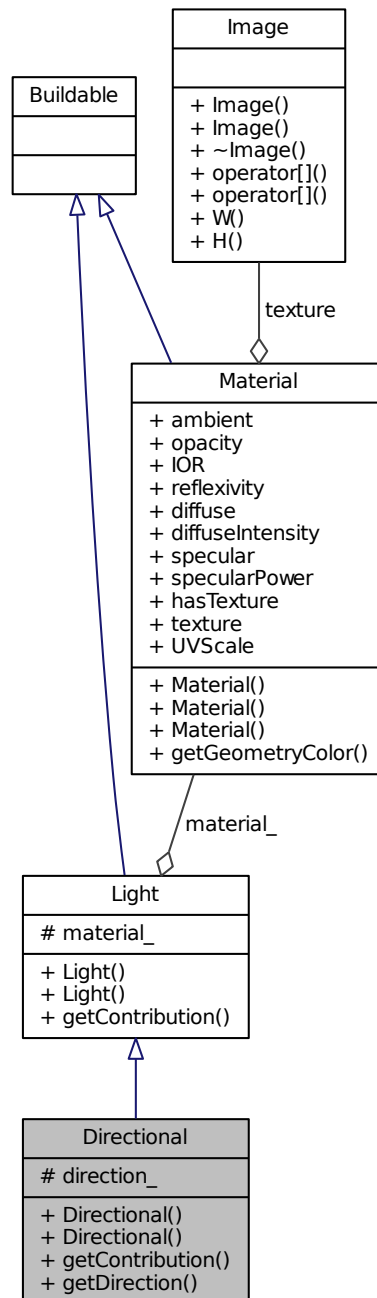 Image
+ Image()
+ Image()
+ ~Image()
+ operator[]()
+ operator[]()
+ W()
+ H()
Buildable
texture
Material
+ ambient
+ opacity
+ IOR
+ reflexivity
+ diffuse
+ diffuseIntensity
+ specular
+ specularPower
+ hasTexture
+ texture
+ UVScale
+ Material()
+ Material()
+ Material()
+ getGeometryColor()
material_
Light
# material_
+ Light()
+ Light()
+ getContribution()
Directional
# direction_
+ Directional()
+ Directional()
+ getContribution()
+ getDirection()